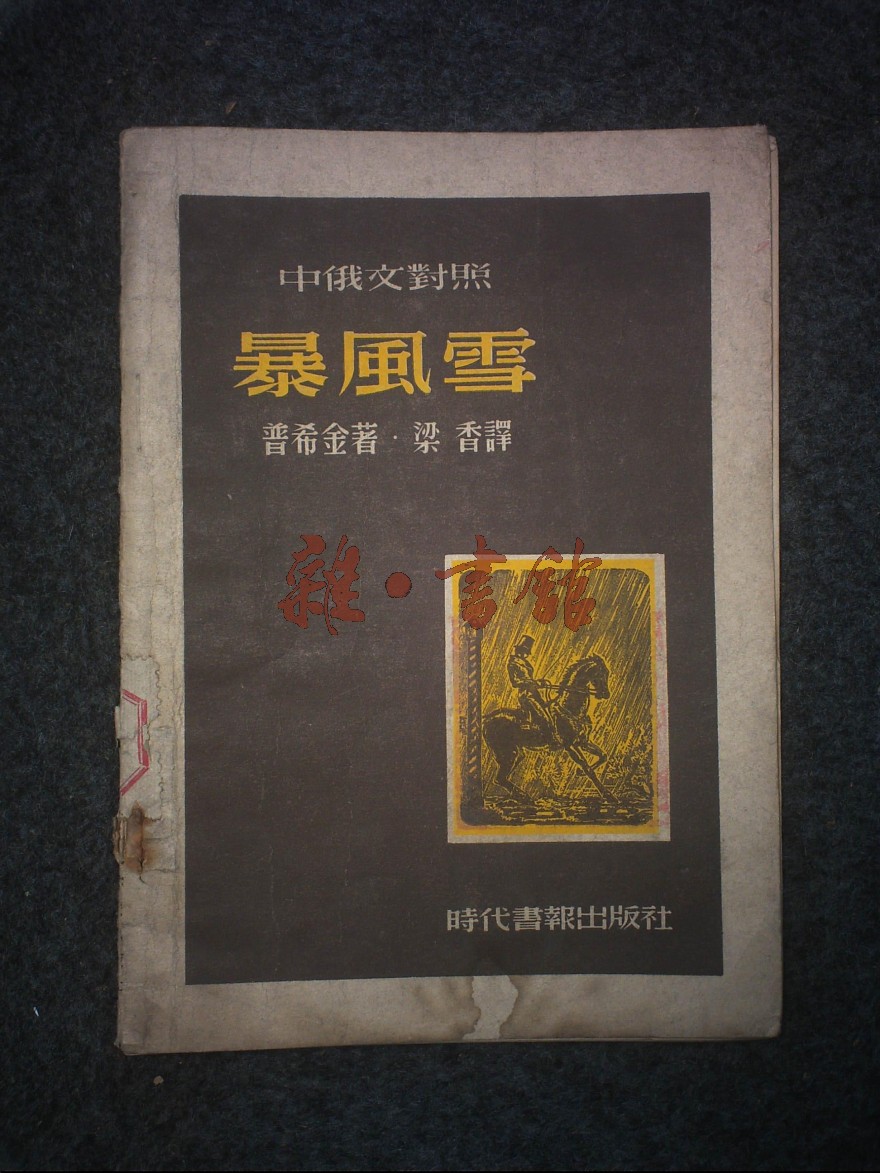 中俄文對照
暴風雪
普希金著·梁香譯
雜·書館
時代書報出版社